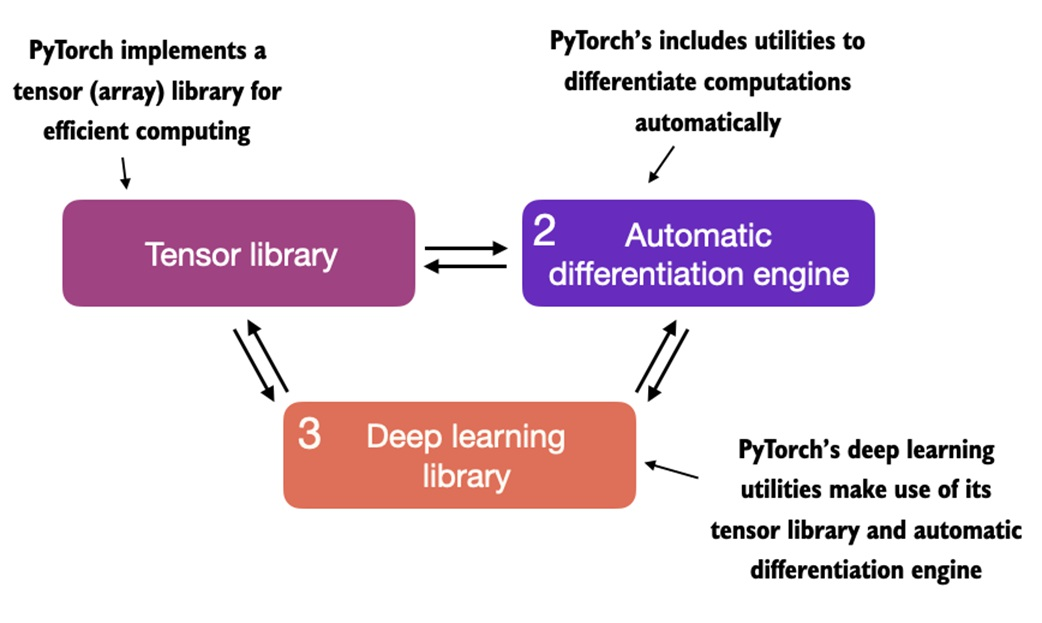 PyTorch implements a
tensor (array) library for
efficient computing
PyTorch's includes utilities to
differentiate computations
automatically
Tensor library
2
Automatic
differentiation engine
3
Deep learning
library
PyTorch's deep learning
utilities make use of its
tensor library and automatic
differentiation engine